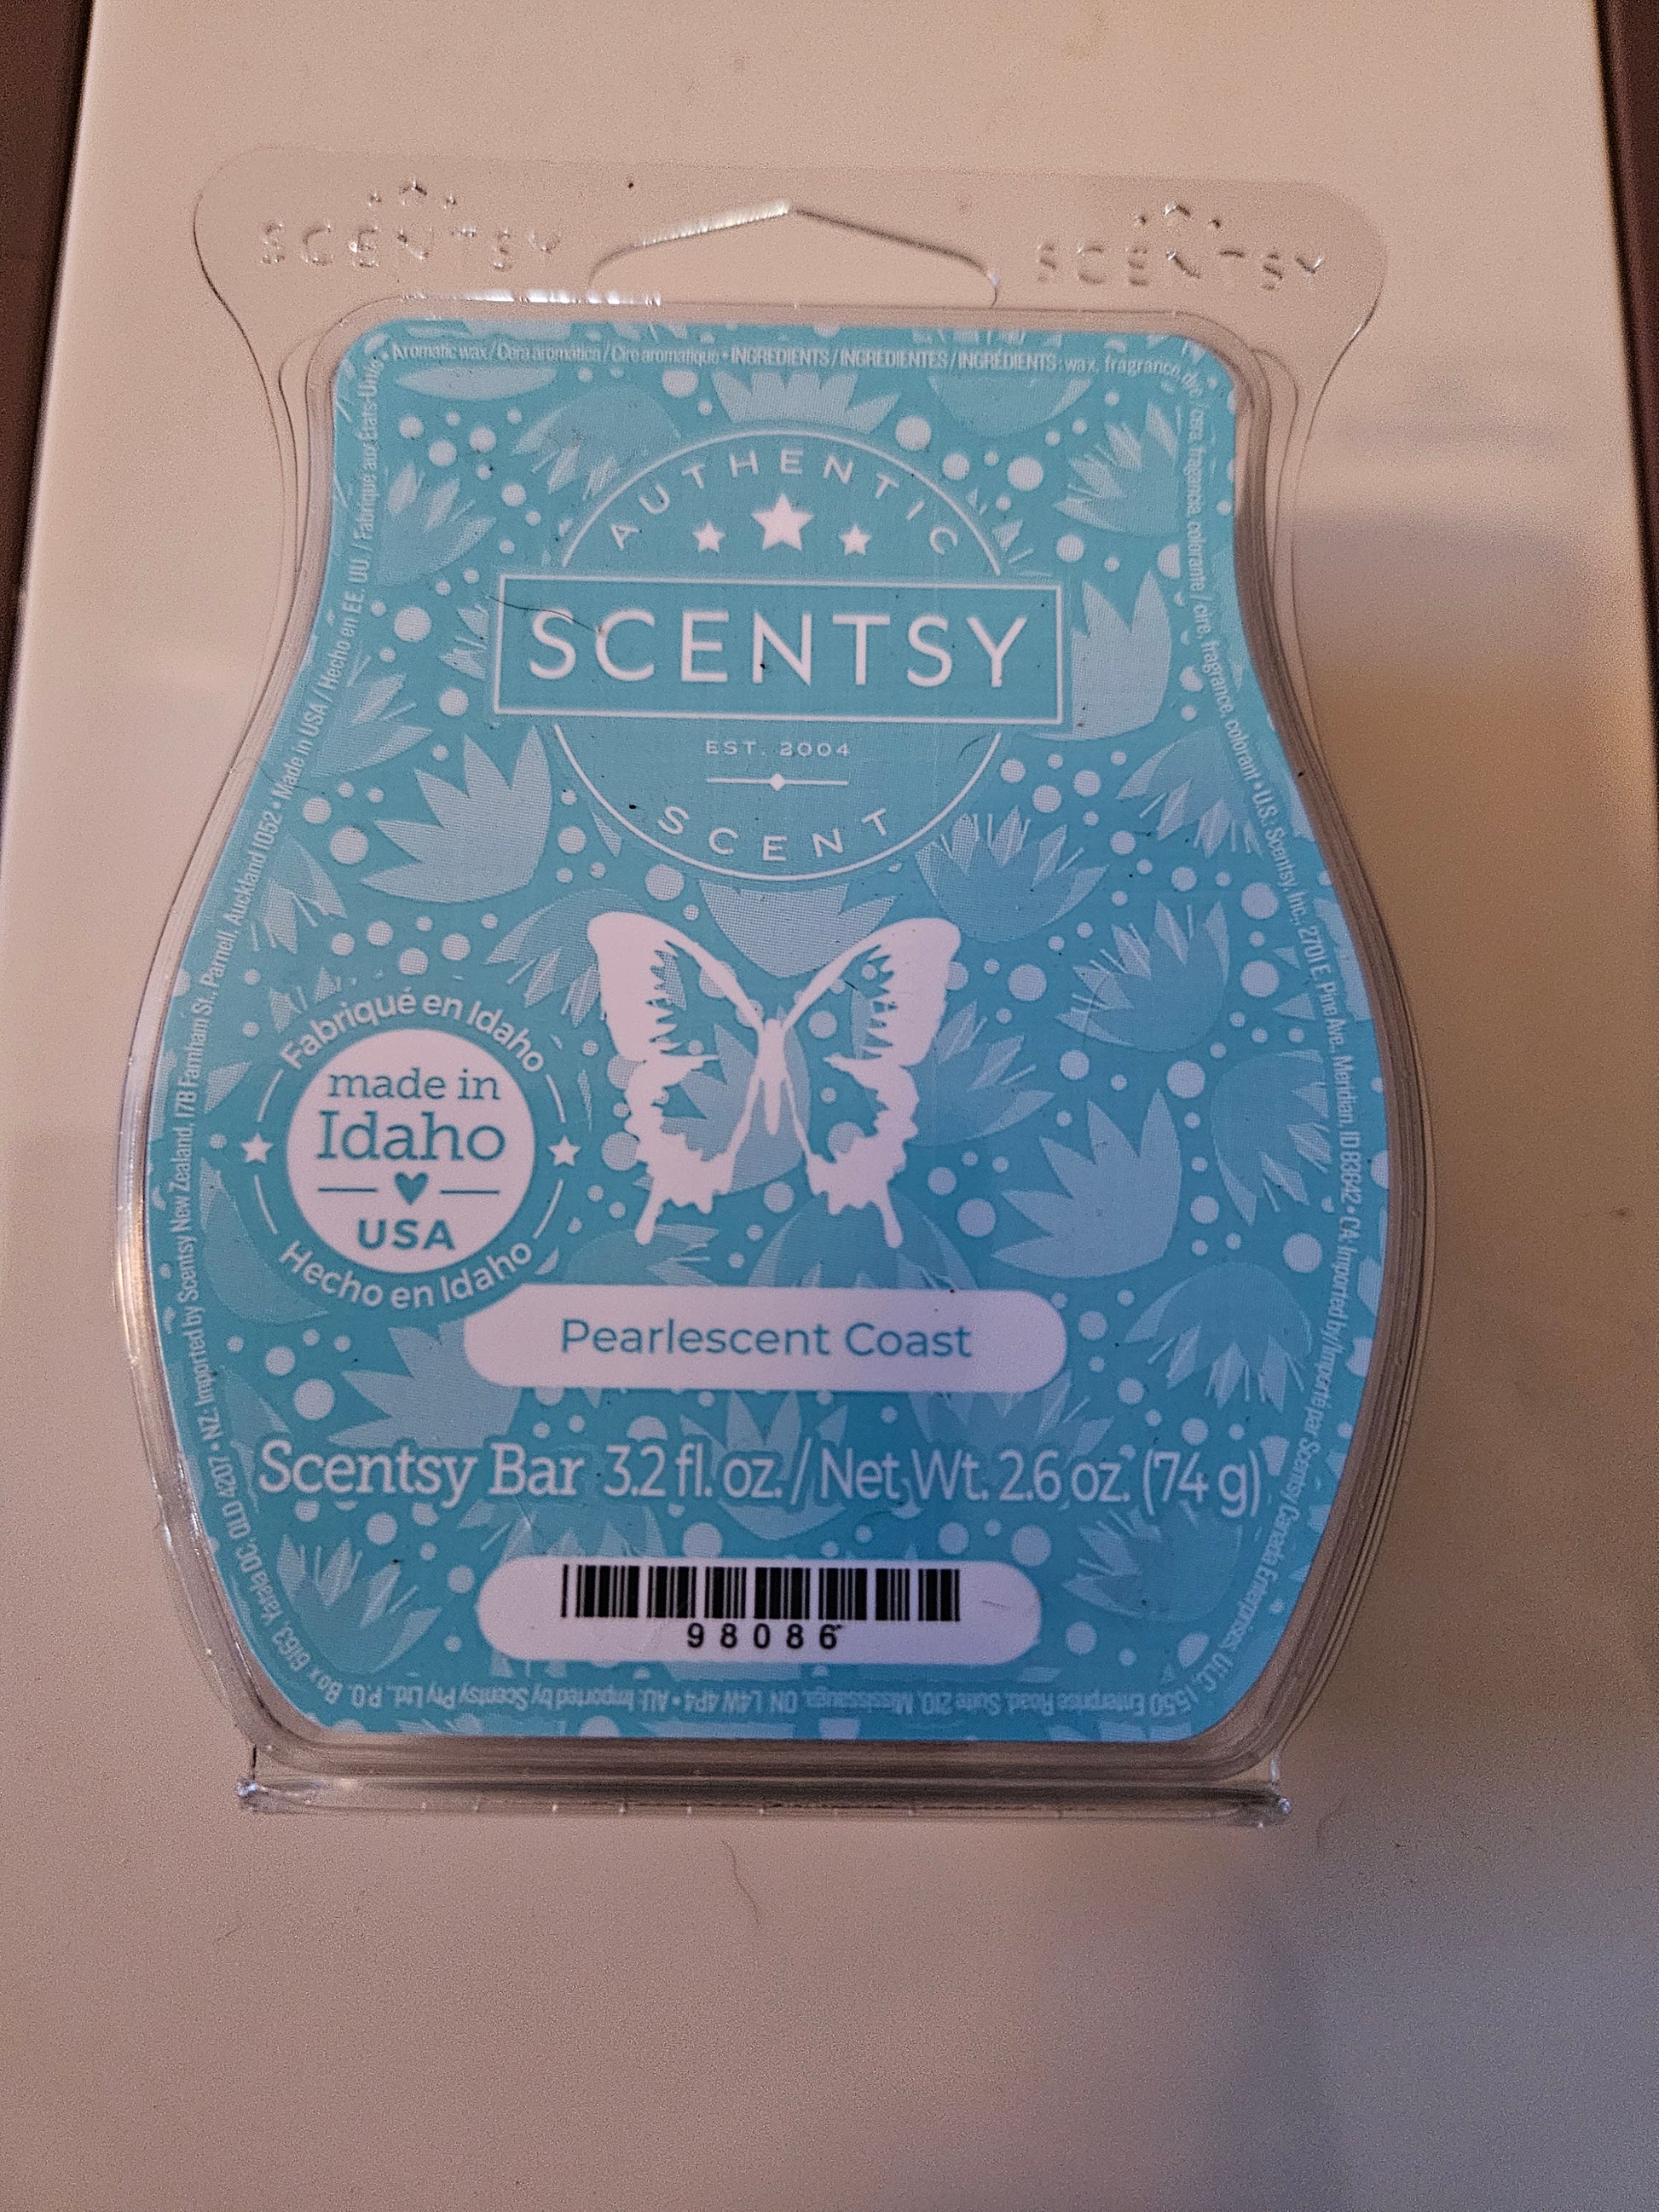 SCENTSY
SCENTSY
Aromatic wax / Cera aromática / Cire aromatique • INGREDIENTS / INGREDIENTES / INGRÉDIENTS : wax, fragrance, dye / cera, fragancia, colorante / cire, fragrance, colorant • U.S.: Scentsy, Inc., 2701 E. Pine Ave., Meridian, ID 83642 • CA: Imported by/Importé par Scentsy Canada Enterprises, ULC, 1550 Enterprise Road, Suite 210, Mississauga, ON L4W 4P4 • AU: Imported by Scentsy Pty Ltd., P.O. Box 6163, Yatala DC, QLD 4207 • NZ: Imported by Scentsy New Zealand, 17B Farnham St. Parnell, Auckland 1052 • Made in USA / Hecho en EE. UU. / Fabriqué aux États-Unis
AUTHENTIC
SCENTSY
EST. 2004
SCENT
Fabriqué en Idaho
made in
Idaho
USA
Hecho en Idaho
Pearlescent Coast
Scentsy Bar 3.2 fl. oz. / Net Wt. 2.6 oz. (74 g)
98086